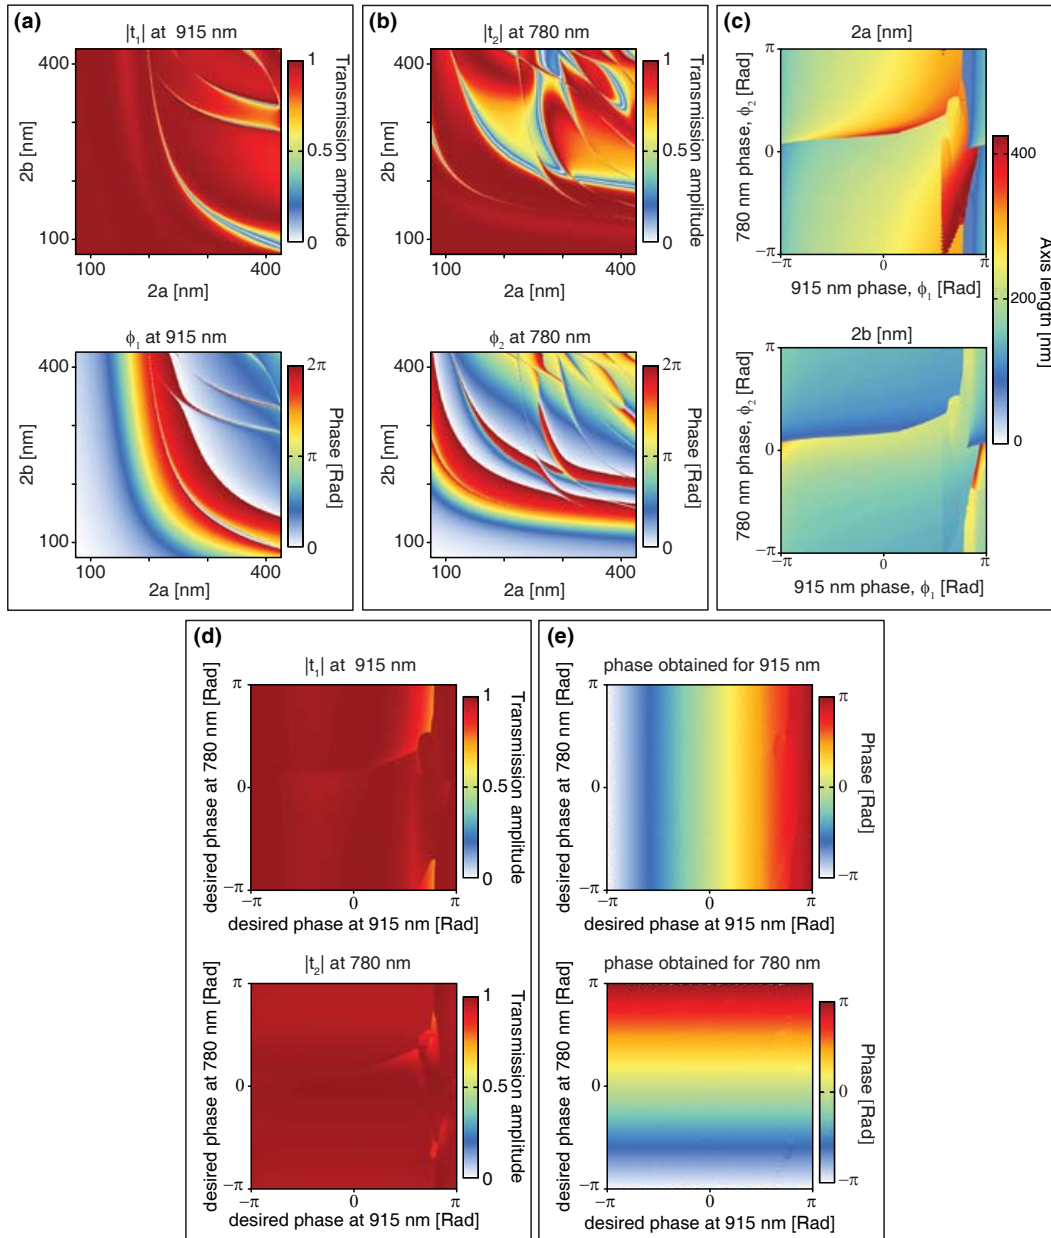 (a)
|t1| at 915 nm
400
2b [nm]
100
100
400
2a [nm]
1
0.5
0
Transmission amplitude
ϕ1 at 915 nm
400
2b [nm]
100
100
400
2a [nm]
2π
π
0
Phase [Rad]
(b)
|t2| at 780 nm
400
2b [nm]
100
100
400
2a [nm]
1
0.5
0
Transmission amplitude
ϕ2 at 780 nm
400
2b [nm]
100
100
400
2a [nm]
2π
π
0
Phase [Rad]
(c)
2a [nm]
π
0
−π
780 nm phase, ϕ2 [Rad]
−π
0
π
915 nm phase, ϕ1 [Rad]
2b [nm]
π
0
−π
780 nm phase, ϕ2 [Rad]
−π
0
π
915 nm phase, ϕ1 [Rad]
400
200
0
Axis length [nm]
(d)
|t1| at 915 nm
π
0
−π
desired phase at 780 nm [Rad]
−π
0
π
desired phase at 915 nm [Rad]
1
0.5
0
Transmission amplitude
|t2| at 780 nm
π
0
−π
desired phase at 780 nm [Rad]
−π
0
π
desired phase at 915 nm [Rad]
1
0.5
0
Transmission amplitude
(e)
phase obtained for 915 nm
π
0
−π
desired phase at 780 nm [Rad]
−π
0
π
desired phase at 915 nm [Rad]
π
0
−π
Phase [Rad]
phase obtained for 780 nm
π
0
−π
desired phase at 780 nm [Rad]
−π
0
π
desired phase at 915 nm [Rad]
π
0
−π
Phase [Rad]